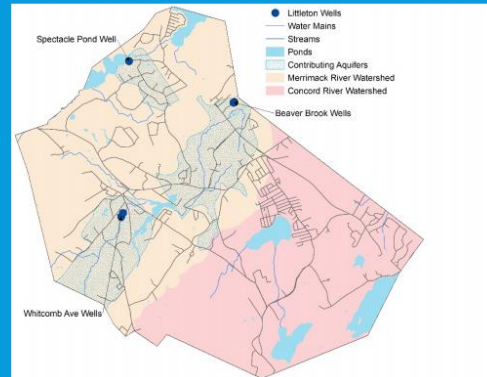 Littleton Wells
Water Mains
Streams
Ponds
Contributing Aquifers
Merrimack River Watershed
Concord River Watershed
Spectacle Pond Well
Beaver Brook Wells
Whitcomb Ave Wells